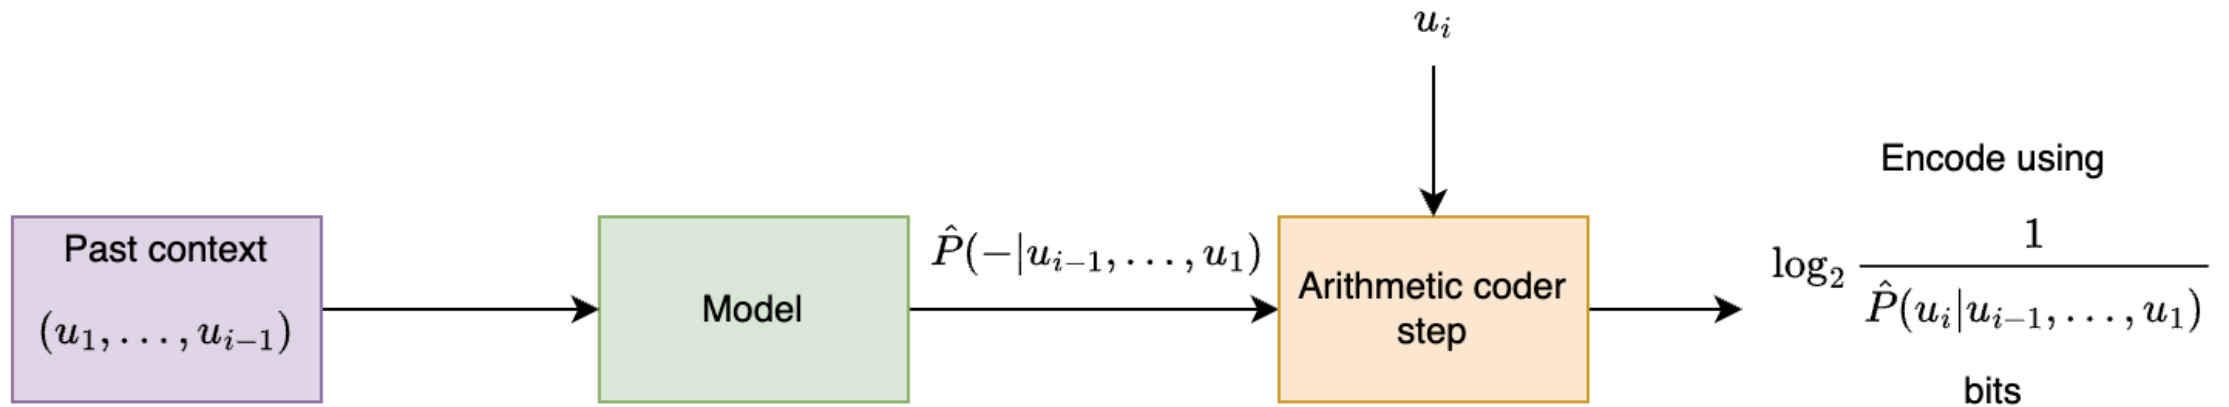 u_i
Past context
(u_1, ..., u_{i-1})
Model
P̂(−|u_{i-1}, ..., u_1)
Arithmetic coder
step
Encode using
log_2 1 / P̂(u_i|u_{i-1}, ..., u_1)
bits